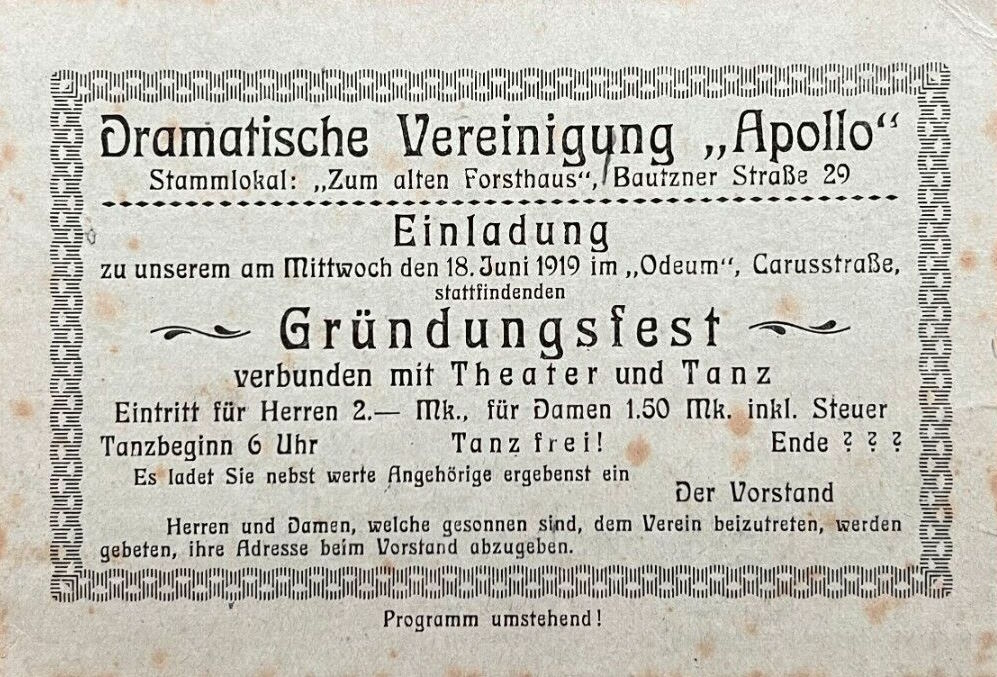 Dramatische Vereinigung „Apollo“
Stammlokal: „Zum alten Forsthaus“, Bautzner Straße 29
Einladung
zu unserem am Mittwoch den 18. Juni 1919 im „Odeum“, Carusstraße,
stattfindenden
Gründungsfest
verbunden mit Theater und Tanz
Eintritt für Herren 2.— Mk., für Damen 1.50 Mk. inkl. Steuer
Tanzbeginn 6 Uhr Tanz frei! Ende ? ? ?
Es ladet Sie nebst werte Angehörige ergebenst ein
Der Vorstand
Herren und Damen, welche gesonnen sind, dem Verein beizutreten, werden
gebeten, ihre Adresse beim Vorstand abzugeben.
Programm umstehend!